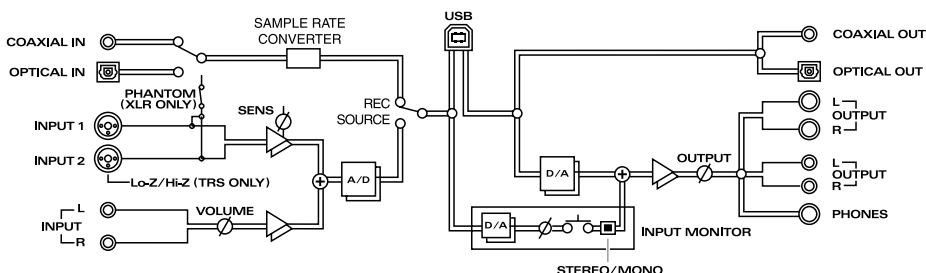 COAXIAL IN
OPTICAL IN
SAMPLE RATE
CONVERTER
USB
COAXIAL OUT
OPTICAL OUT
PHANTOM
(XLR ONLY)
SENS
REC
SOURCE
INPUT 1
INPUT 2
Lo-Z/Hi-Z (TRS ONLY)
A/D
L
INPUT
R
VOLUME
D/A
OUTPUT
L
OUTPUT
R
L
OUTPUT
R
PHONES
D/A
INPUT MONITOR
STEREO/MONO